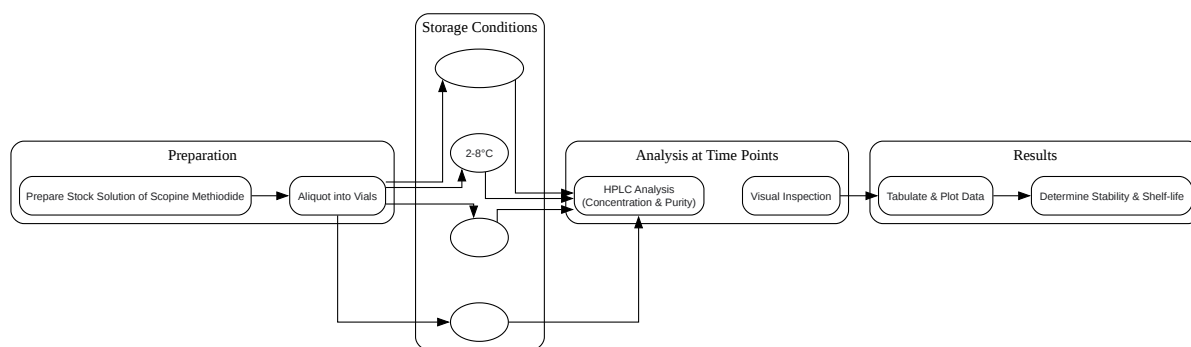 Storage Conditions
Preparation
Prepare Stock Solution of Scopine Methiodide
Aliquot into Vials
2-8°C
Analysis at Time Points
HPLC Analysis
(Concentration & Purity)
Visual Inspection
Results
Tabulate & Plot Data
Determine Stability & Shelf-life